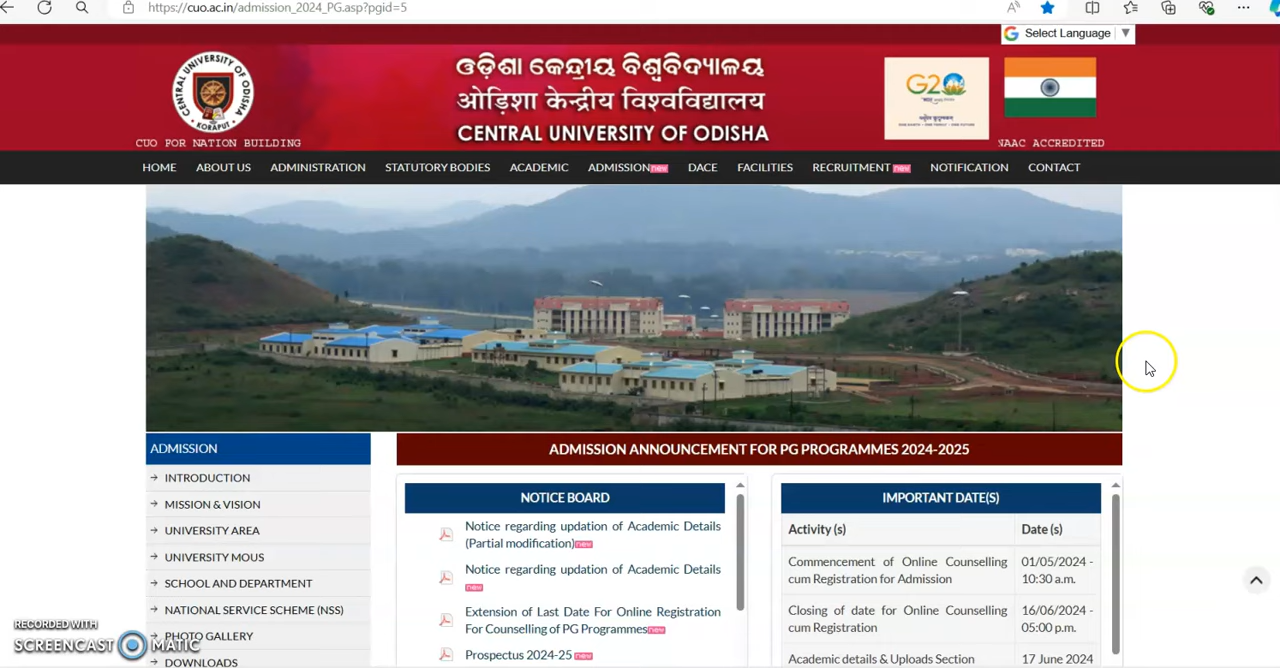 https://cuo.ac.in/admission_2024_PG.asp?pgid=5
Select Language
CENTRAL UNIVERSITY OF ODISHA
KORAPUT
CUO FOR NATION BUILDING
ଓଡ଼ିଶା କେନ୍ଦ୍ରୀୟ ବିଶ୍ୱବିଦ୍ୟାଳୟ
ओड़िशा केन्द्रीय विश्वविद्यालय
CENTRAL UNIVERSITY OF ODISHA
G20
NAAC ACCREDITED
HOME ABOUT US ADMINISTRATION STATUTORY BODIES ACADEMIC ADMISSION new DACE FACILITIES RECRUITMENT new NOTIFICATION CONTACT
ADMISSION
INTRODUCTION
MISSION & VISION
UNIVERSITY AREA
UNIVERSITY MOUS
SCHOOL AND DEPARTMENT
NATIONAL SERVICE SCHEME (NSS)
PHOTO GALLERY
DOWNLOADS
ADMISSION ANNOUNCEMENT FOR PG PROGRAMMES 2024-2025
NOTICE BOARD
Notice regarding updation of Academic Details
(Partial modification) new
Notice regarding updation of Academic Details
new
Extension of Last Date For Online Registration
For Counselling of PG Programmes new
Prospectus 2024-25 new
IMPORTANT DATE(S)
Activity (s) Date (s)
Commencement of Online Counselling 01/05/2024 -
cum Registration for Admission 10:30 a.m.
Closing of date for Online Counselling 16/06/2024 -
cum Registration 05:00 p.m.
Academic details & Uploads Section 17 June 2024
RECORDED WITH
SCREENCAST MATIC